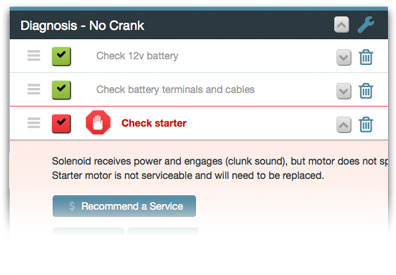 Diagnosis - No Crank
Check 12v battery
Check battery terminals and cables
Check starter
Solenoid receives power and engages (clunk sound), but motor does not
Starter motor is not serviceable and will need to be replaced.
$ Recommend a Service